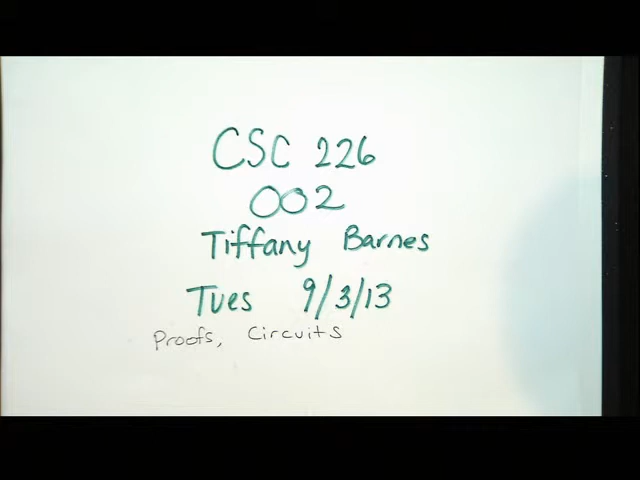 CSC 226
002
Tiffany Barnes
Tues 9/3/13
Proofs, Circuits